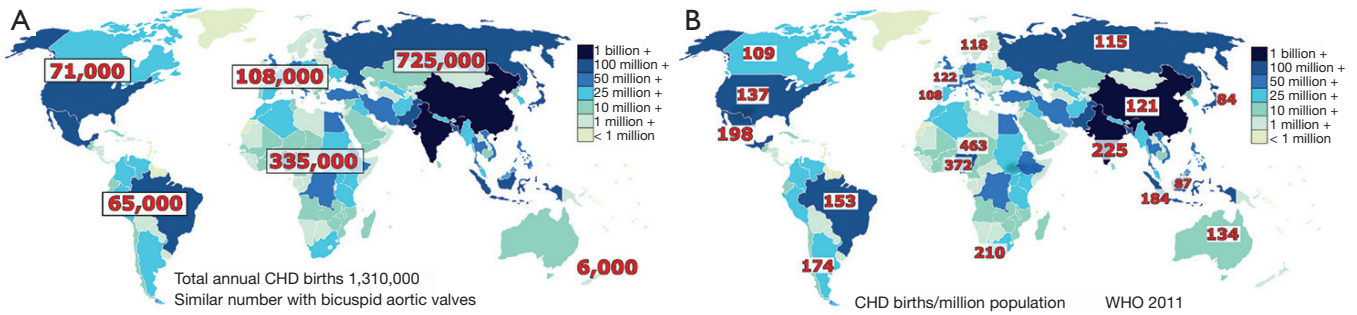 A
71,000
108,000
725,000
335,000
65,000
6,000
1 billion +
100 million +
50 million +
25 million +
10 million +
1 million +
< 1 million
Total annual CHD births 1,310,000
Similar number with bicuspid aortic valves
B
109
118
115
122
137
108
121
84
198
463
225
372
87
153
184
134
210
174
1 billion +
100 million +
50 million +
25 million +
10 million +
1 million +
< 1 million
CHD births/million population WHO 2011